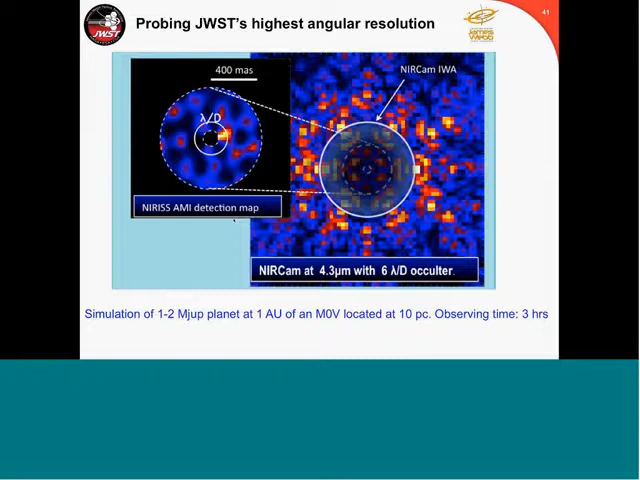 Probing JWST's highest angular resolution
41
JWST
400 mas
NIRCam IWA
λ/D
NIRISS AMI detection map
NIRCam at 4.3µm with 6 λ/D occulter.
Simulation of 1-2 Mjup planet at 1 AU of an M0V located at 10 pc. Observing time: 3 hrs